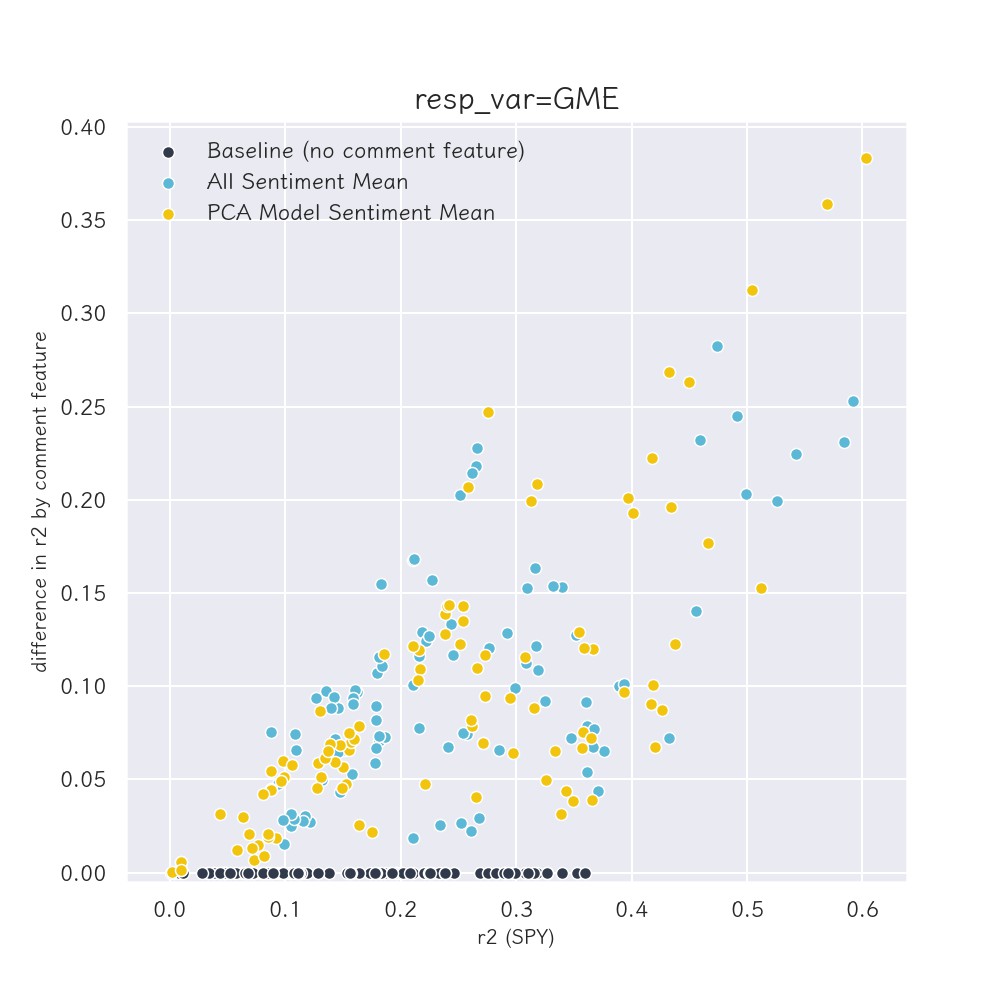 resp_var=GME
Baseline (no comment feature)
All Sentiment Mean
PCA Model Sentiment Mean
0.40
0.35
0.30
0.25
0.20
0.15
0.10
0.05
0.00
difference in r2 by comment feature
0.0 0.1 0.2 0.3 0.4 0.5 0.6
r2 (SPY)